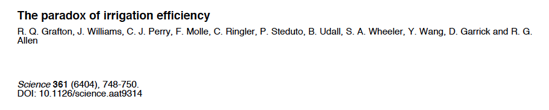 The paradox of irrigation efficiency
R. Q. Grafton, J. Williams, C. J. Perry, F. Molle, C. Ringler, P. Steduto, B. Udall, S. A. Wheeler, Y. Wang, D. Garrick and R. G.
Allen
Science 361 (6404), 748-750.
DOI: 10.1126/science.aat9314